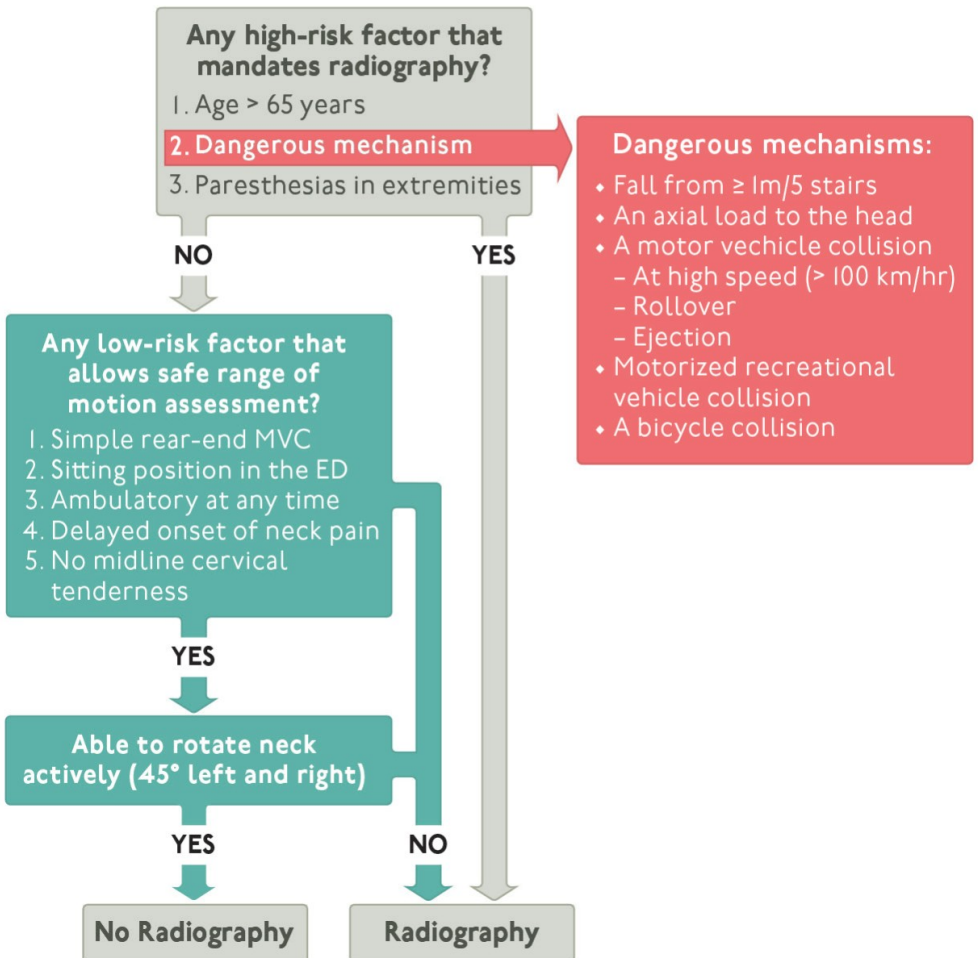 Any high-risk factor that
mandates radiography?
1. Age > 65 years
2. Dangerous mechanism
3. Paresthesias in extremities
Dangerous mechanisms:
• Fall from ≥ 1m/5 stairs
• An axial load to the head
• A motor vechicle collision
– At high speed (> 100 km/hr)
– Rollover
– Ejection
• Motorized recreational
vehicle collision
• A bicycle collision
NO
YES
Any low-risk factor that
allows safe range of
motion assessment?
1. Simple rear-end MVC
2. Sitting position in the ED
3. Ambulatory at any time
4. Delayed onset of neck pain
5. No midline cervical
tenderness
YES
Able to rotate neck
actively (45° left and right)
YES
NO
No Radiography
Radiography